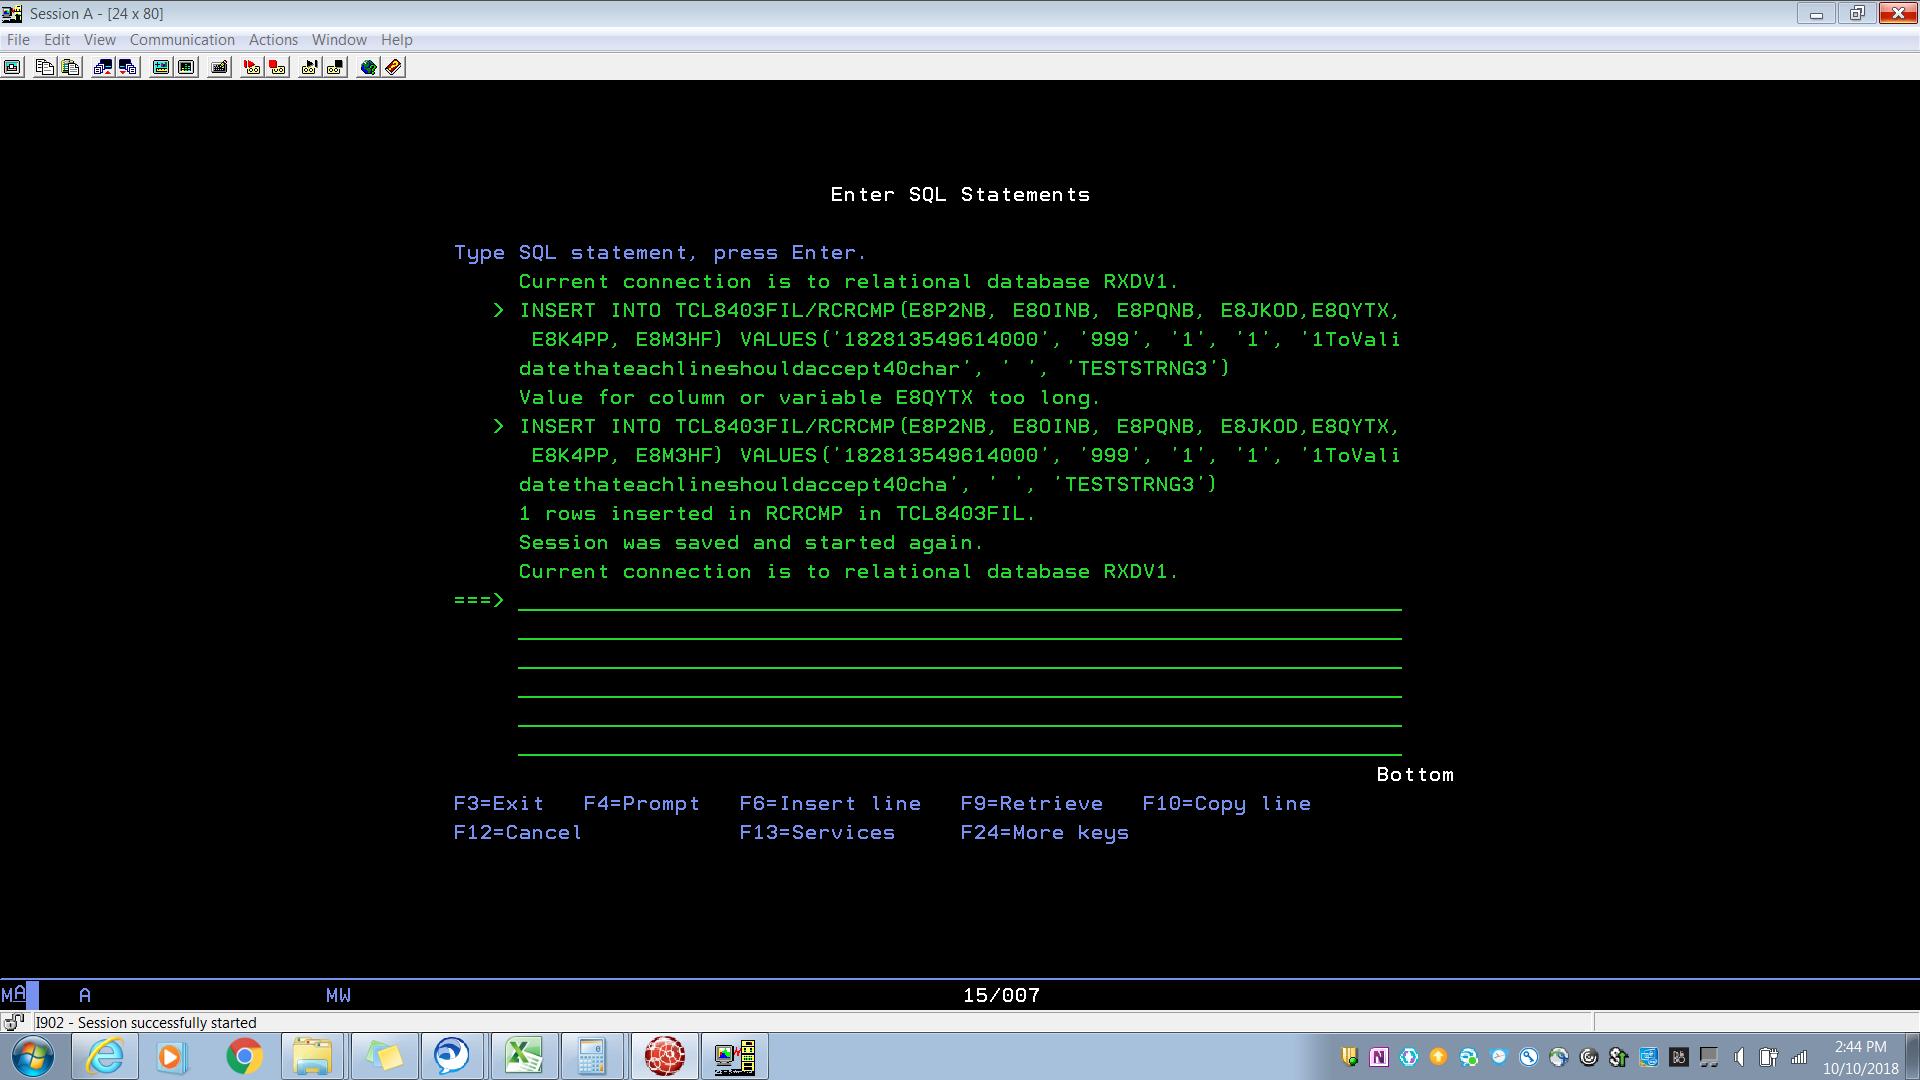 Session A - [24 x 80]
File Edit View Communication Actions Window Help
Enter SQL Statements
Type SQL statement, press Enter.
Current connection is to relational database RXDV1.
> INSERT INTO TCL8403FIL/RCRCMP(E8P2NB, E8OINB, E8PQNB, E8JKOD,E8QYTX,
E8K4PP, E8M3HF) VALUES('182813549614000', '999', '1', '1', '1ToVali
datethateachlineshouldaccept40char', ' ', 'TESTSTRNG3')
Value for column or variable E8QYTX too long.
> INSERT INTO TCL8403FIL/RCRCMP(E8P2NB, E8OINB, E8PQNB, E8JKOD,E8QYTX,
E8K4PP, E8M3HF) VALUES('182813549614000', '999', '1', '1', '1ToVali
datethateachlineshouldaccept40cha', ' ', 'TESTSTRNG3')
1 rows inserted in RCRCMP in TCL8403FIL.
Session was saved and started again.
Current connection is to relational database RXDV1.
===>
Bottom
F3=Exit F4=Prompt F6=Insert line F9=Retrieve F10=Copy line
F12=Cancel F13=Services F24=More keys
MA A MW 15/007
I902 - Session successfully started
2:44 PM
10/10/2018